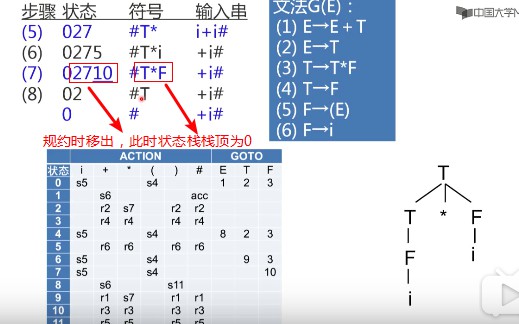 步骤 状态 符号 输入串
(5) 027 #T* i+i#
(6) 0275 #T*i +i#
(7) 02710 #T*F +i#
(8) 02 #T +i#
0 # +i#
规约时移出，此时状态栈栈顶为0
文法G(E)：
(1) E→E+T
(2) E→T
(3) T→T*F
(4) T→F
(5) F→(E)
(6) F→i
中国大学M
ACTION GOTO
状态 i + * ( ) # E T F
0 s5 s4 1 2 3
1 s6 acc
2 r2 s7 r2 r2
3 r4 r4 r4 r4
4 s5 s4 8 2 3
5 r6 r6 r6 r6
6 s5 s4 9 3
7 s5 s4 10
8 s6 s11
9 r1 s7 r1 r1
10 r3 r3 r3 r3
11 r5 r5 r5 r5
T
T * F
F i
i